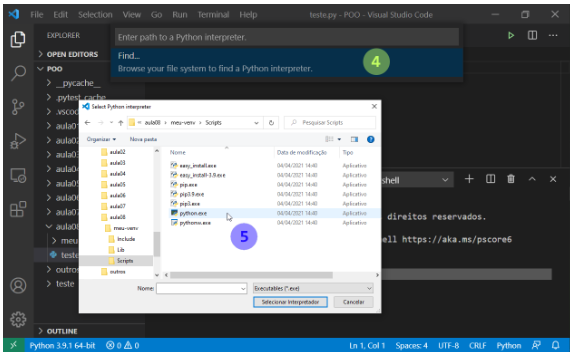 File Edit Selection View Go Run Terminal Help teste.py - POO - Visual Studio Code
EXPLORER
Enter path to a Python interpreter.
OPEN EDITORS
Find...
Browse your file system to find a Python interpreter.
4
POO
__pycache__
.pytest_cache
.vscod
aula01
aula02
aula03
aula04
aula05
aula06
aula07
aula08
meu
teste
outros
teste
OUTLINE
Select Python interpreter
« aula08 › meu-venv › Scripts
Pesquisar Scripts
Organizar Nova pasta
aula02
aula03
aula04
aula05
aula06
aula07
aula08
meu-venv
Include
Lib
Scripts
outros
Nome Data de modificação Tipo
easy_install.exe 04/04/2021 14:40 Aplicativo
easy_install-3.9.exe 04/04/2021 14:40 Aplicativo
pip.exe 04/04/2021 14:40 Aplicativo
pip3.9.exe 04/04/2021 14:40 Aplicativo
pip3.exe 04/04/2021 14:40 Aplicativo
python.exe 04/04/2021 14:40 Aplicativo
pythonw.exe 04/04/2021 14:40 Aplicativo
5
Nome: Executables (*.exe)
Selecionar Interpretador Cancelar
shell
direitos reservados.
ell https://aka.ms/pscore6
Python 3.9.1 64-bit 0 0 Ln 1, Col 1 Spaces: 4 UTF-8 CRLF Python